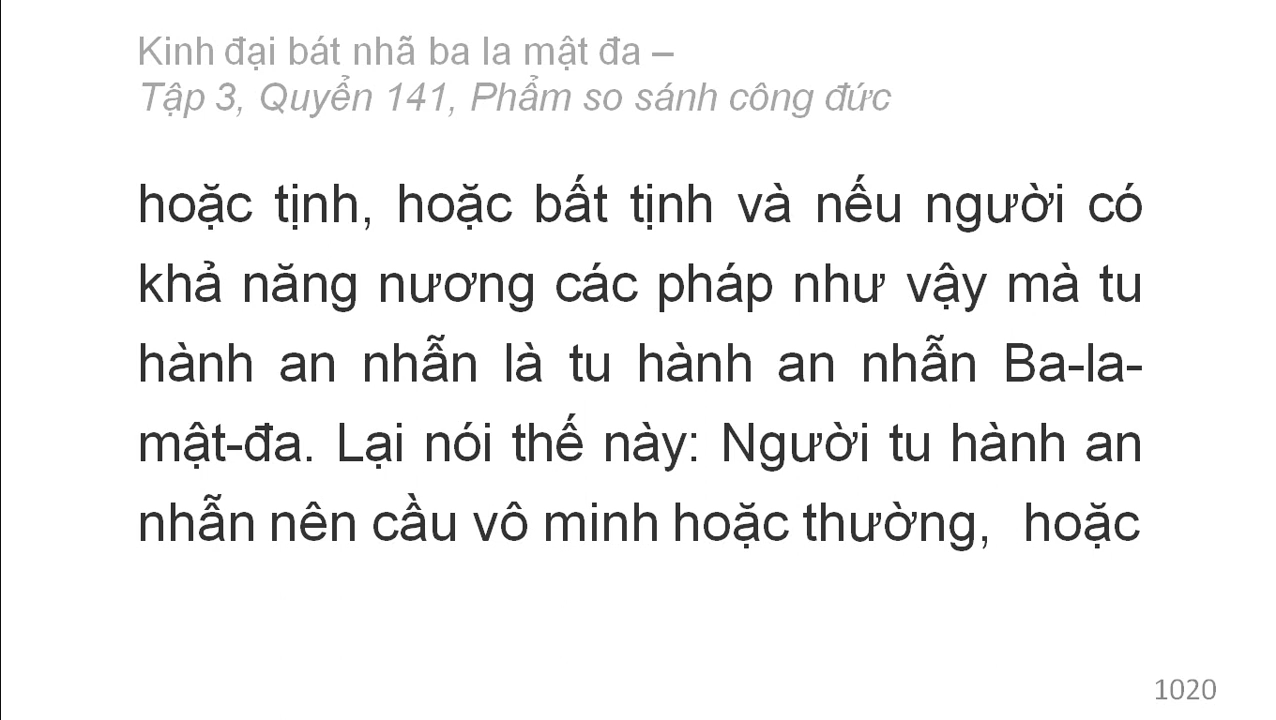 Kinh đại bát nhã ba la mật đa –
Tập 3, Quyển 141, Phẩm so sánh công đức
hoặc tịnh, hoặc bất tịnh và nếu người có
khả năng nương các pháp như vậy mà tu
hành an nhẫn là tu hành an nhẫn Ba-la-
mật-đa. Lại nói thế này: Người tu hành an
nhẫn nên cầu vô minh hoặc thường, hoặc
1020